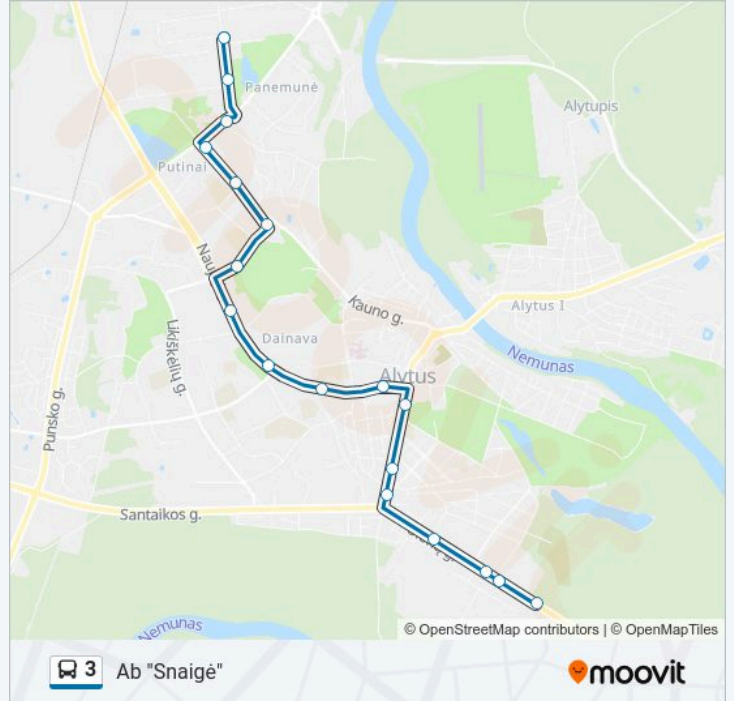 Panemunė
Alytupis
Putinai
Nauj
Kauno g.
Alytus I
Likiškėlių g.
Dainava
Nemunas
Alytus
Punsko g.
Santaikos g.
g.
Nemunas
© OpenStreetMap contributors | © OpenMapTiles
3 Ab "Snaigė"
moovit